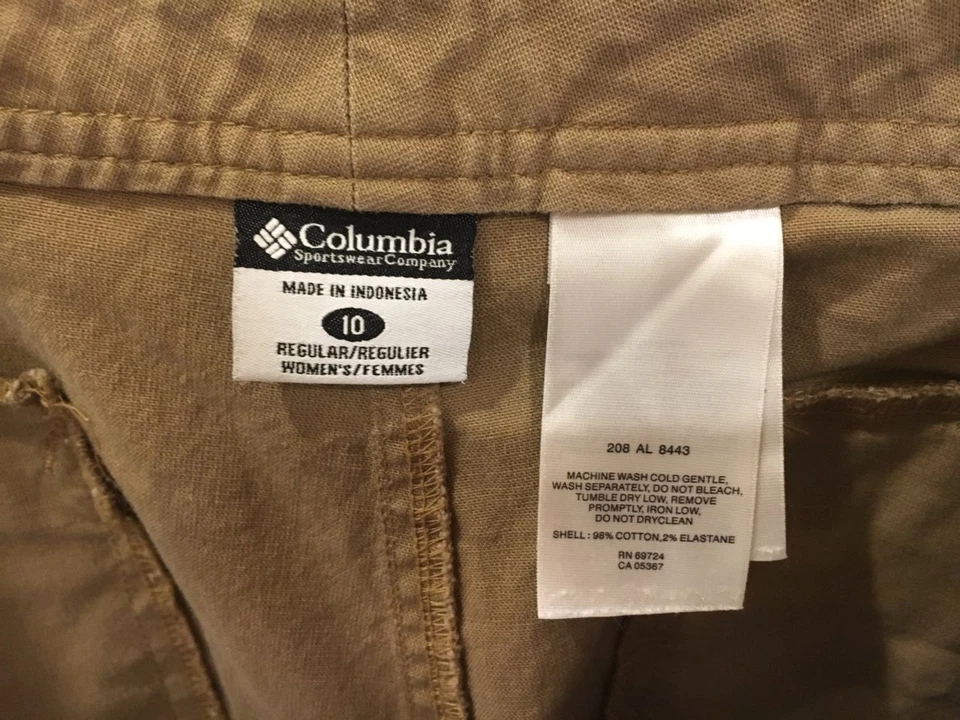 Columbia
Sportswear Company
MADE IN INDONESIA
10
REGULAR/REGULIER
WOMEN'S/FEMMES
208 AL 8443
MACHINE WASH COLD GENTLE,
WASH SEPARATELY, DO NOT BLEACH,
TUMBLE DRY LOW, REMOVE
PROMPTLY, IRON LOW,
DO NOT DRYCLEAN
SHELL : 98% COTTON,2% ELASTANE
RN 69724
CA 05367